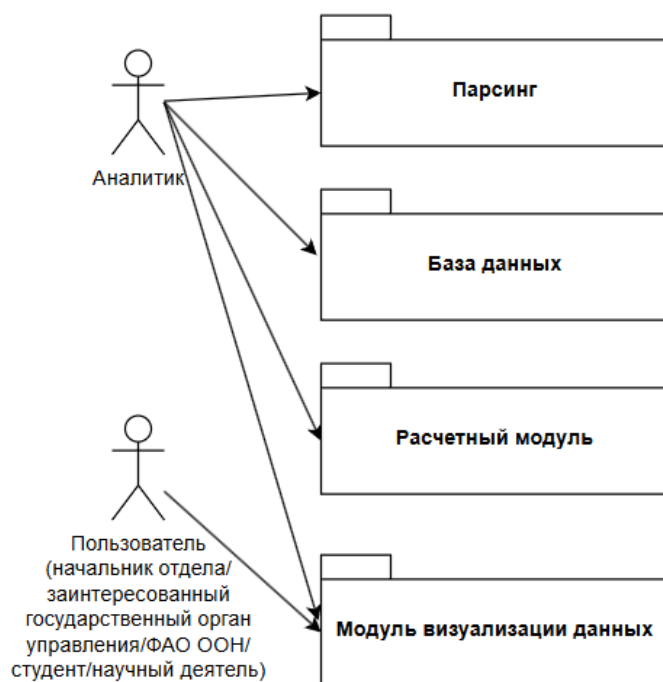 Парсинг
Аналитик
База данных
Расчетный модуль
Пользователь
(начальник отдела/
заинтересованный
государственный орган
управления/ФАО ООН/
студент/научный деятель)
Модуль визуализации данных